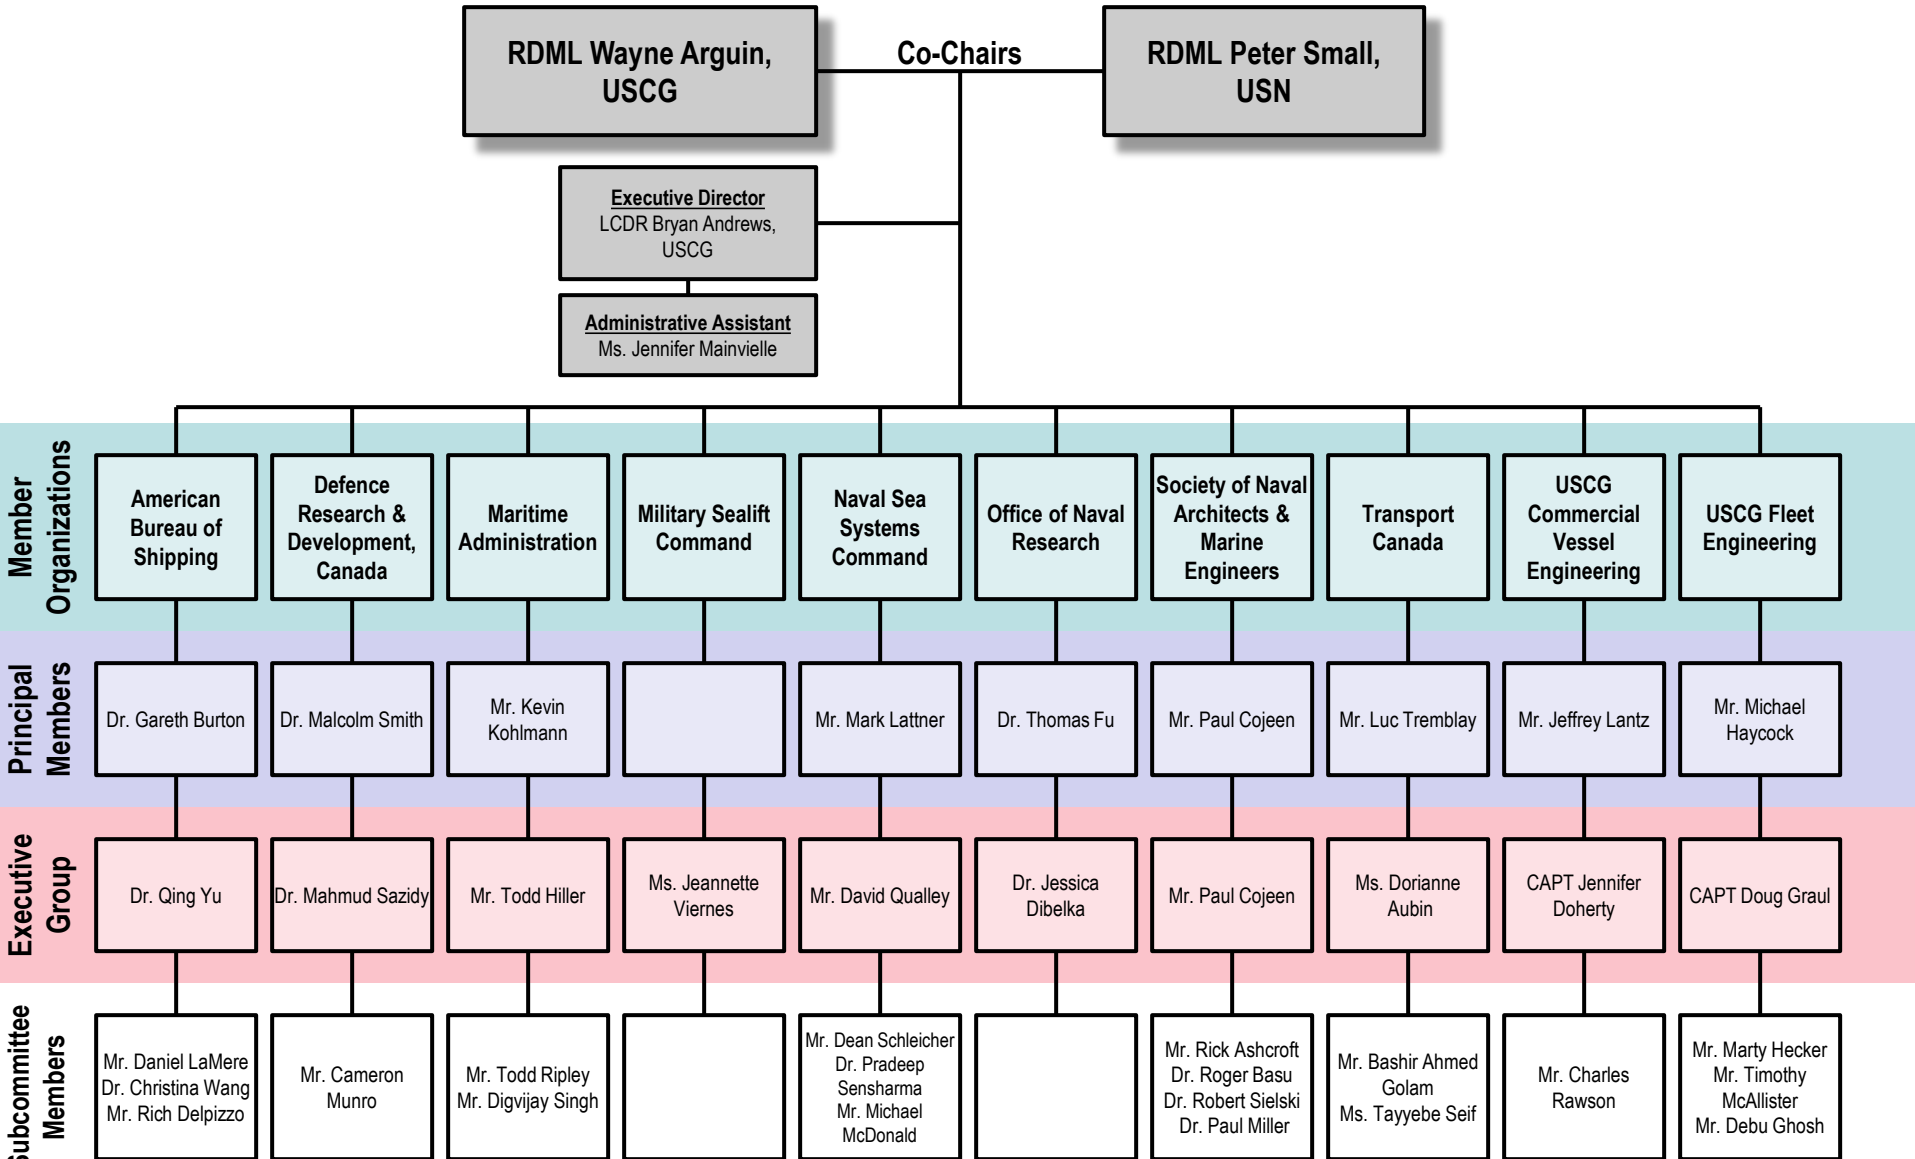 RDML Wayne Arguin,
USCG
Co-Chairs
RDML Peter Small,
USN
Executive Director
LCDR Bryan Andrews,
USCG
Administrative Assistant
Ms. Jennifer Mainvielle
Member
Organizations
American
Bureau of
Shipping
Defence
Research &
Development,
Canada
Maritime
Administration
Military Sealift
Command
Naval Sea
Systems
Command
Office of Naval
Research
Society of Naval
Architects &
Marine
Engineers
Transport
Canada
USCG
Commercial
Vessel
Engineering
USCG Fleet
Engineering
Principal
Members
Dr. Gareth Burton
Dr. Malcolm Smith
Mr. Kevin
Kohlmann
Mr. Mark Lattner
Dr. Thomas Fu
Mr. Paul Cojeen
Mr. Luc Tremblay
Mr. Jeffrey Lantz
Mr. Michael
Haycock
Executive
Group
Dr. Qing Yu
Dr. Mahmud Sazidy
Mr. Todd Hiller
Ms. Jeannette
Viernes
Mr. David Qualley
Dr. Jessica
Dibelka
Mr. Paul Cojeen
Ms. Dorianne
Aubin
CAPT Jennifer
Doherty
CAPT Doug Graul
Subcommittee
Members
Mr. Daniel LaMere
Dr. Christina Wang
Mr. Rich Delpizzo
Mr. Cameron
Munro
Mr. Todd Ripley
Mr. Digvijay Singh
Mr. Dean Schleicher
Dr. Pradeep
Sensharma
Mr. Michael
McDonald
Mr. Rick Ashcroft
Dr. Roger Basu
Dr. Robert Sielski
Dr. Paul Miller
Mr. Bashir Ahmed
Golam
Ms. Tayyebe Seif
Mr. Charles
Rawson
Mr. Marty Hecker
Mr. Timothy
McAllister
Mr. Debu Ghosh